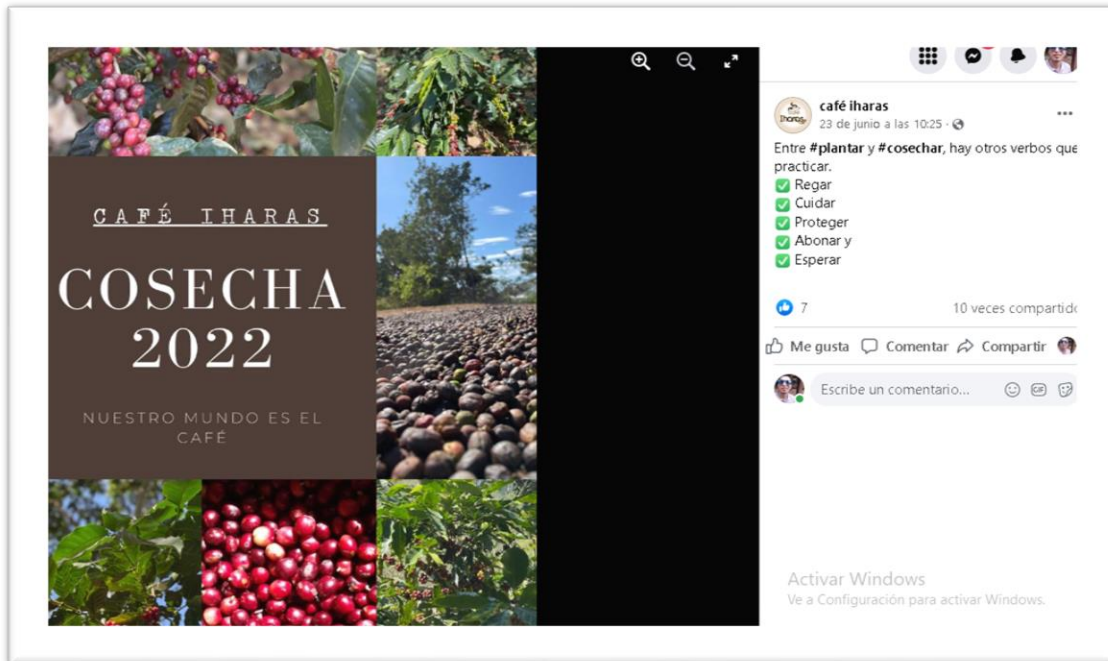 CAFÉ IHARAS
COSECHA
2022
NUESTRO MUNDO ES EL
CAFÉ
café iharas
23 de junio a las 10:25 ·
Entre #plantar y #cosechar, hay otros verbos que
practicar.
✅ Regar
✅ Cuidar
✅ Proteger
✅ Abonar y
✅ Esperar
7 10 veces compartido
Me gusta Comentar Compartir
Escribe un comentario... GIF
Activar Windows
Ve a Configuración para activar Windows.